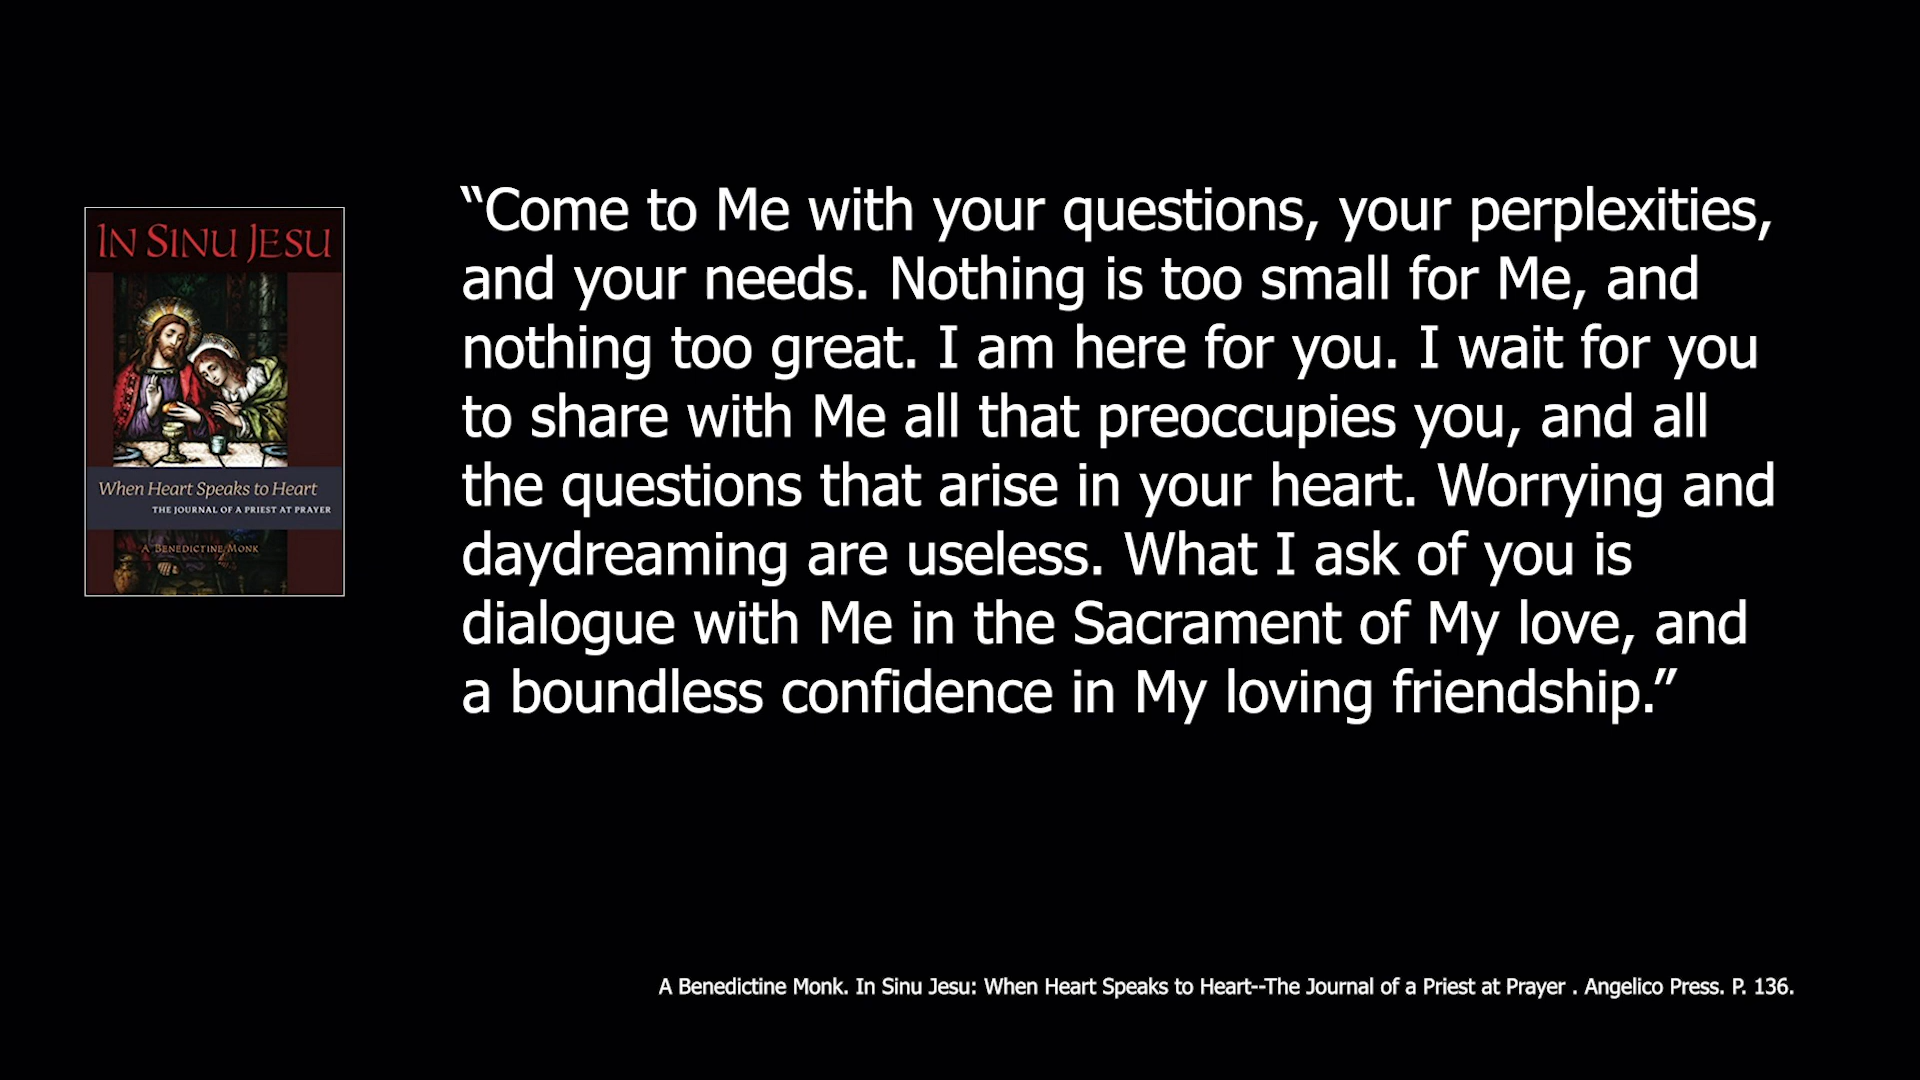 IN SINU JESU
When Heart Speaks to Heart
THE JOURNAL OF A PRIEST AT PRAYER
A BENEDICTINE MONK
“Come to Me with your questions, your perplexities,
and your needs. Nothing is too small for Me, and
nothing too great. I am here for you. I wait for you
to share with Me all that preoccupies you, and all
the questions that arise in your heart. Worrying and
daydreaming are useless. What I ask of you is
dialogue with Me in the Sacrament of My love, and
a boundless confidence in My loving friendship.”
A Benedictine Monk. In Sinu Jesu: When Heart Speaks to Heart--The Journal of a Priest at Prayer . Angelico Press. P. 136.